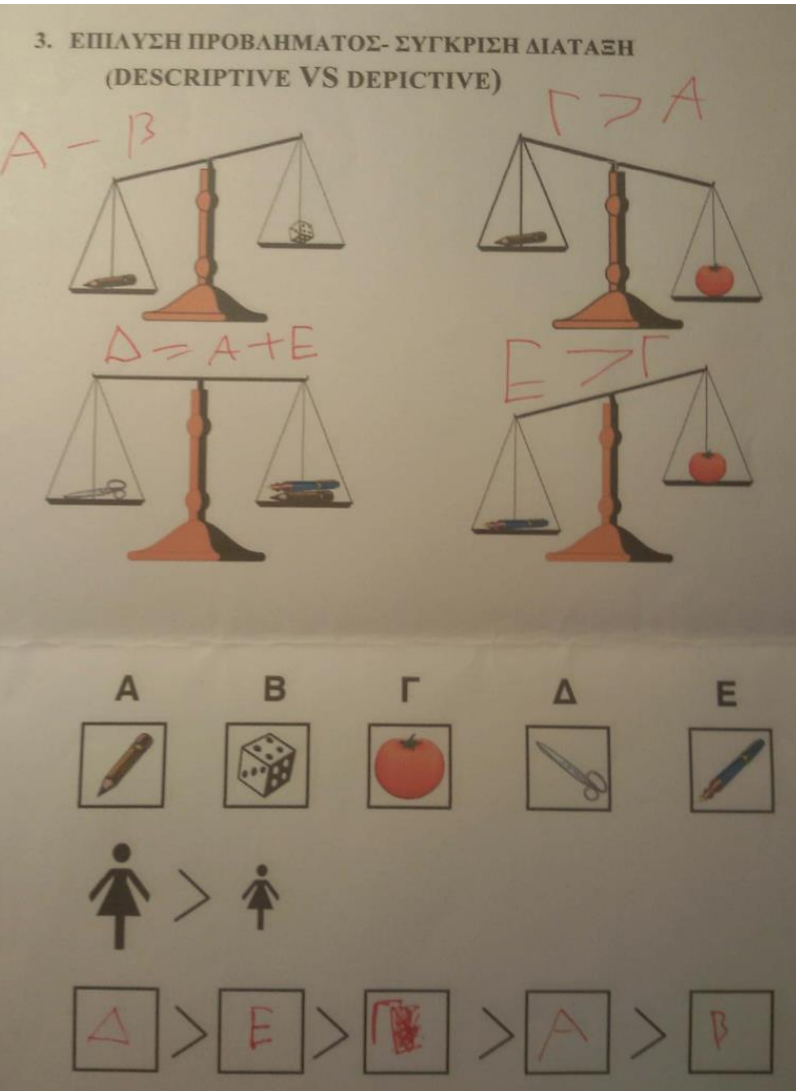 3. ΕΠΙΛΥΣΗ ΠΡΟΒΛΗΜΑΤΟΣ- ΣΥΓΚΡΙΣΗ ΔΙΑΤΑΞΗ
(DESCRIPTIVE VS DEPICTIVE)
Α - Β
Γ > Α
Δ = Α + Ε
Ε > Γ
Α Β Γ Δ Ε
>
Δ > Ε > Γ > Α > Β